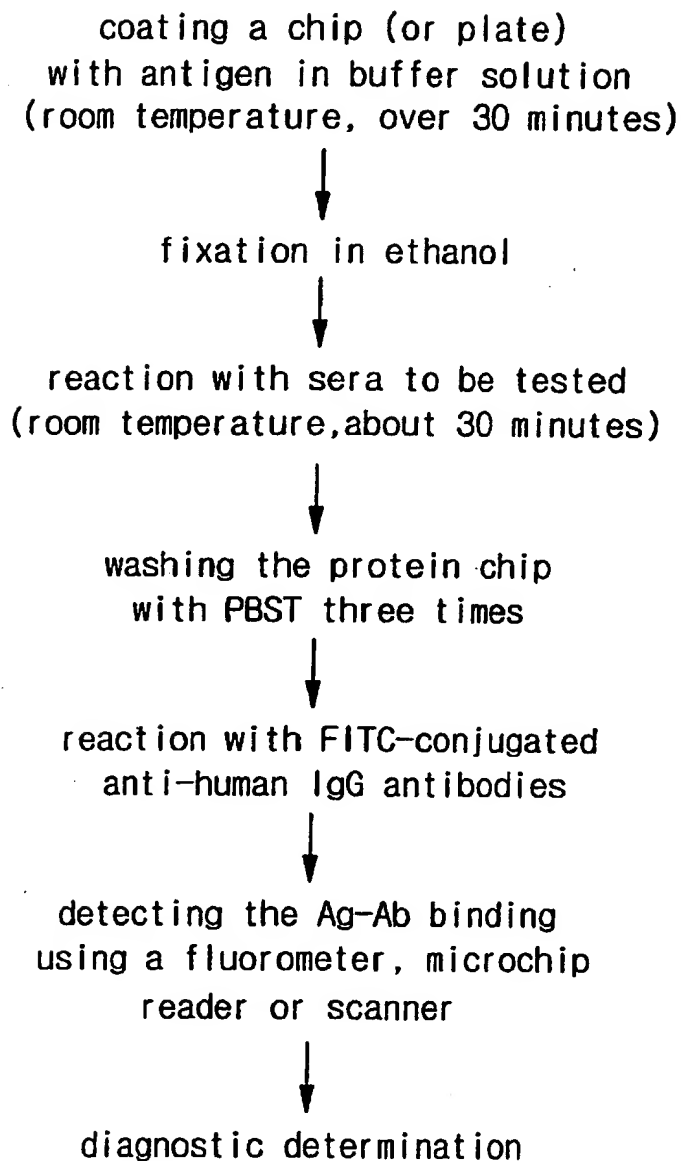 coating a chip (or plate)
with antigen in buffer solution
(room temperature, over 30 minutes)
fixation in ethanol
reaction with sera to be tested
(room temperature,about 30 minutes)
washing the protein chip
with PBST three times
reaction with FITC-conjugated
anti-human IgG antibodies
detecting the Ag-Ab binding
using a fluorometer, microchip
reader or scanner
diagnostic determination